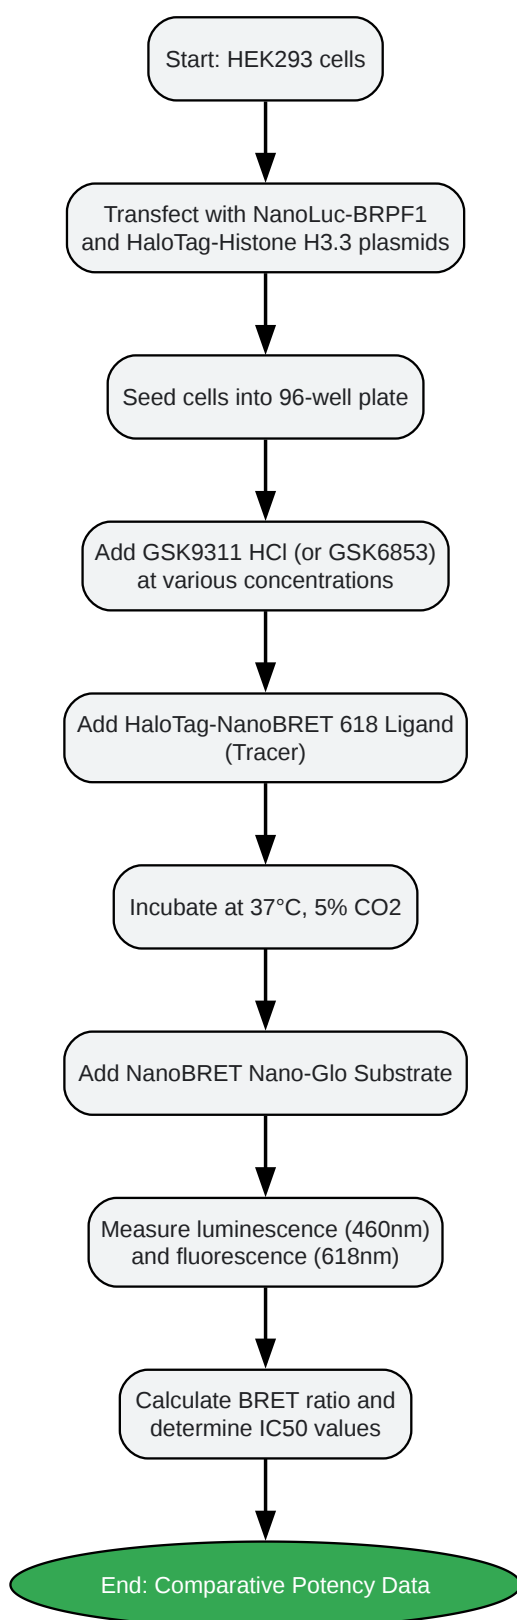 Start: HEK293 cells
Transfect with NanoLuc-BRPF1
and HaloTag-Histone H3.3 plasmids
Seed cells into 96-well plate
Add GSK9311 HCl (or GSK6853)
at various concentrations
Add HaloTag-NanoBRET 618 Ligand
(Tracer)
Incubate at 37°C, 5% CO2
Add NanoBRET Nano-Glo Substrate
Measure luminescence (460nm)
and fluorescence (618nm)
Calculate BRET ratio and
determine IC50 values
End: Comparative Potency Data